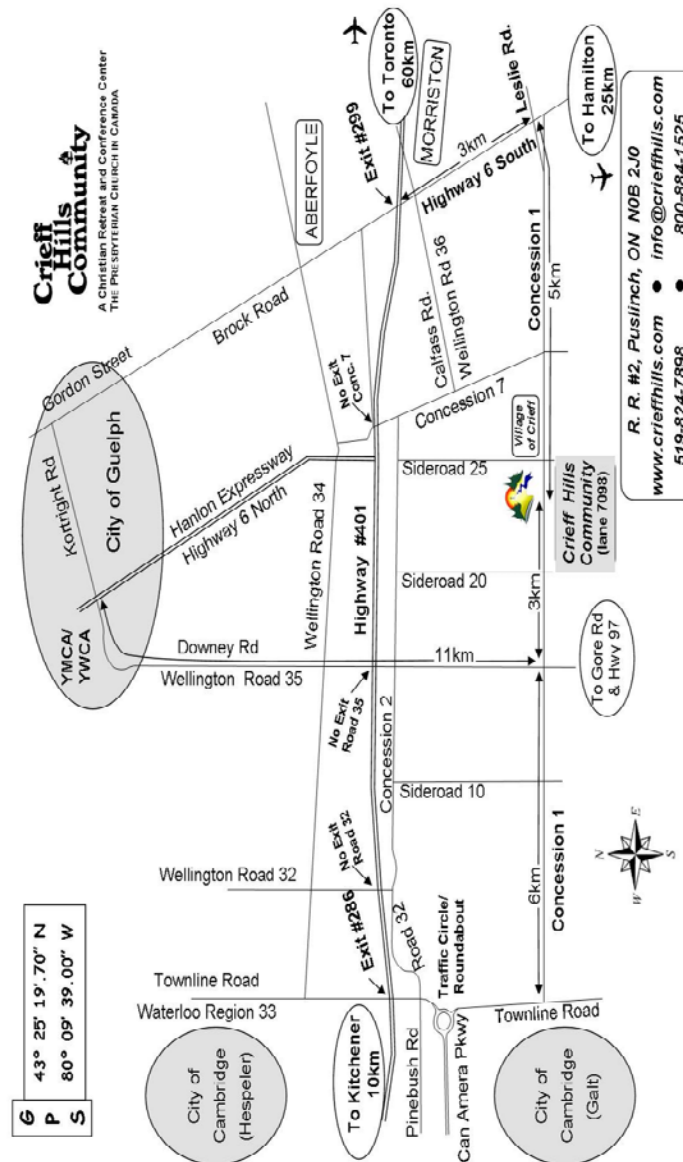 G 43° 25' 19'.70" N
P 80° 09' 39.00" W
S
Crieff
Hills
Community
A Christian Retreat and Conference Center
The Presbyterian Church in Canada
City of
Cambridge
(Hespeler)
Townline Road
Waterloo Region 33
Wellington Road 32
YMCA/
YWCA
Kortright Rd
City of Guelph
Gordon Street
Brock Road
ABERFOYLE
Downey Rd
Wellington Road 35
Hanlon Expressway
Highway 6 North
Wellington Road 34
To Kitchener
10km
Exit #286
No Exit
Road 32
No Exit
Road 35
Highway #401
No Exit
Conc. 7
Exit #299
To Toronto
60km
MORRISTON
Pinebush Rd
Road 32
Concession 2
Calfass Rd.
Wellington Rd 36
Concession 7
Highway 6 South
3km
Leslie Rd.
Can Amera Pkwy
Traffic Circle/
Roundabout
Sideroad 10
11km
Sideroad 20
Sideroad 25
Village
of Crieff
City of
Cambridge
(Galt)
Townline Road
6km
Concession 1
3km
Crieff Hills
Community
(lane 7098)
Concession 1
5km
To Hamilton
25km
To Gore Rd
& Hwy 97
N
W
E
S
R. R. #2, Puslinch, ON N0B 2J0
www.crieffhills.com ● info@crieffhills.com
519-824-7898 ● 800-884-1525